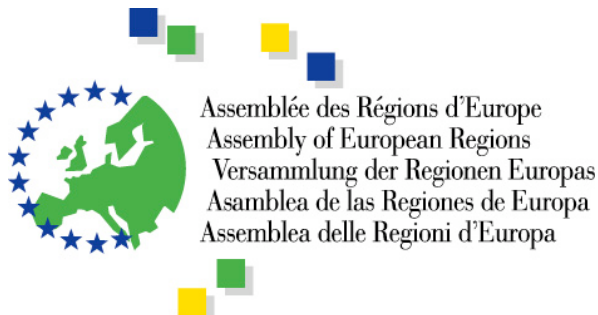 Assemblée des Régions d'Europe
Assembly of European Regions
Versammlung der Regionen Europas
Asamblea de las Regiones de Europa
Assemblea delle Regioni d'Europa